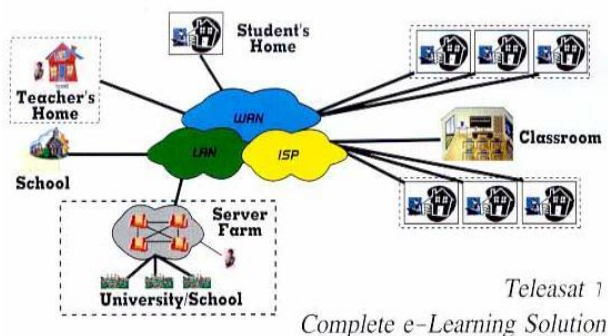 Student's
Home
Teacher's
Home
WAN
LAN
ISP
Classroom
School
Server
Farm
University/School
Teleasat
Complete e-Learning Solution